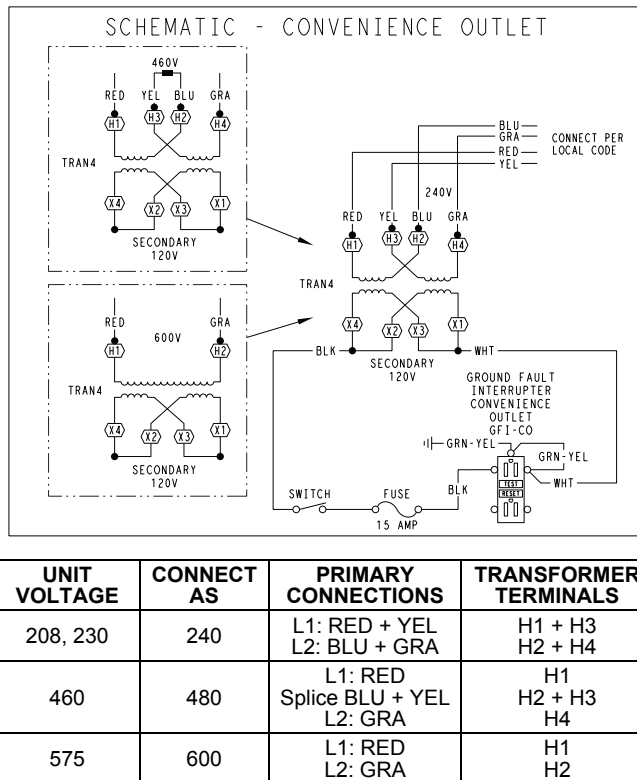 SCHEMATIC - CONVENIENCE OUTLET
460V
RED YEL BLU GRA
H1 H3 H2 H4
TRAN4
X4 X2 X3 X1
SECONDARY
120V
600V
RED GRA
H1 H2
TRAN4
X4 X2 X3 X1
SECONDARY
120V
BLU
GRA
RED
YEL
CONNECT PER
LOCAL CODE
240V
RED YEL BLU GRA
H1 H3 H2 H4
TRAN4
X4 X2 X3 X1
BLK
SECONDARY
120V
WHT
GROUND FAULT
INTERRUPTER
CONVENIENCE
OUTLET
GFI-CO
GRN-YEL
GRN-YEL
WHT
BLK
TEST
RESET
SWITCH
FUSE
15 AMP
UNIT VOLTAGE | CONNECT AS | PRIMARY CONNECTIONS | TRANSFORMER TERMINALS
208, 230 | 240 | L1: RED + YEL | H1 + H3
L2: BLU + GRA | H2 + H4
460 | 480 | L1: RED | H1
Splice BLU + YEL | H2 + H3
L2: GRA | H4
575 | 600 | L1: RED | H1
L2: GRA | H2